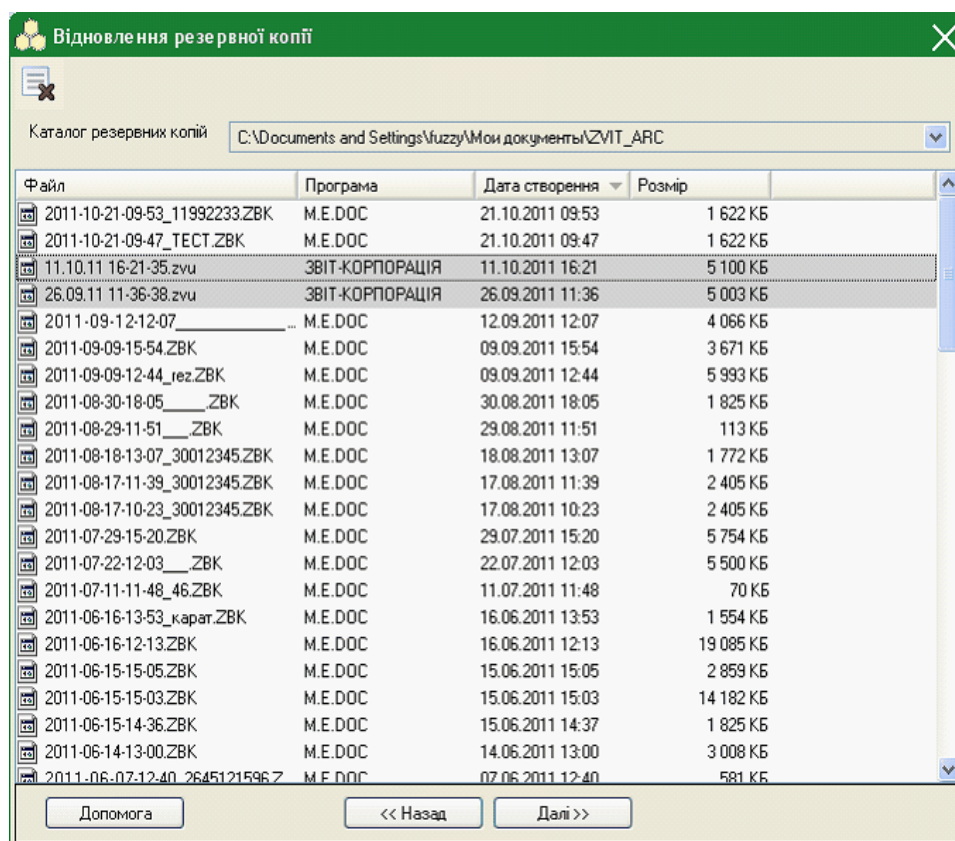 Відновлення резервної копії
Каталог резервних копій C:\Documents and Settings\fuzzy\Мои документы\ZVIT_ARC
Файл Програма Дата створення Розмір
2011-10-21-09-53_11992233.ZBK M.E.DOC 21.10.2011 09:53 1 622 КБ
2011-10-21-09-47_ТЕСТ.ZBK M.E.DOC 21.10.2011 09:47 1 622 КБ
11.10.11 16-21-35.zvu ЗВІТ-КОРПОРАЦІЯ 11.10.2011 16:21 5 100 КБ
26.09.11 11-36-38.zvu ЗВІТ-КОРПОРАЦІЯ 26.09.2011 11:36 5 003 КБ
2011-09-12-12-07_____________... M.E.DOC 12.09.2011 12:07 4 066 КБ
2011-09-09-15-54.ZBK M.E.DOC 09.09.2011 15:54 3 671 КБ
2011-09-09-12-44_rez.ZBK M.E.DOC 09.09.2011 12:44 5 993 КБ
2011-08-30-18-05_____.ZBK M.E.DOC 30.08.2011 18:05 1 825 КБ
2011-08-29-11-51___.ZBK M.E.DOC 29.08.2011 11:51 113 КБ
2011-08-18-13-07_30012345.ZBK M.E.DOC 18.08.2011 13:07 1 772 КБ
2011-08-17-11-39_30012345.ZBK M.E.DOC 17.08.2011 11:39 2 405 КБ
2011-08-17-10-23_30012345.ZBK M.E.DOC 17.08.2011 10:23 2 405 КБ
2011-07-29-15-20.ZBK M.E.DOC 29.07.2011 15:20 5 754 КБ
2011-07-22-12-03___.ZBK M.E.DOC 22.07.2011 12:03 5 500 КБ
2011-07-11-11-48_46.ZBK M.E.DOC 11.07.2011 11:48 70 КБ
2011-06-16-13-53_карат.ZBK M.E.DOC 16.06.2011 13:53 1 554 КБ
2011-06-16-12-13.ZBK M.E.DOC 16.06.2011 12:13 19 085 КБ
2011-06-15-15-05.ZBK M.E.DOC 15.06.2011 15:05 2 859 КБ
2011-06-15-15-03.ZBK M.E.DOC 15.06.2011 15:03 14 182 КБ
2011-06-15-14-36.ZBK M.E.DOC 15.06.2011 14:37 1 825 КБ
2011-06-14-13-00.ZBK M.E.DOC 14.06.2011 13:00 3 008 КБ
2011-06-07-12-40_2645121596.Z M.E.DOC 07.06.2011 12:40 581 КБ
Допомога << Назад Далі >>